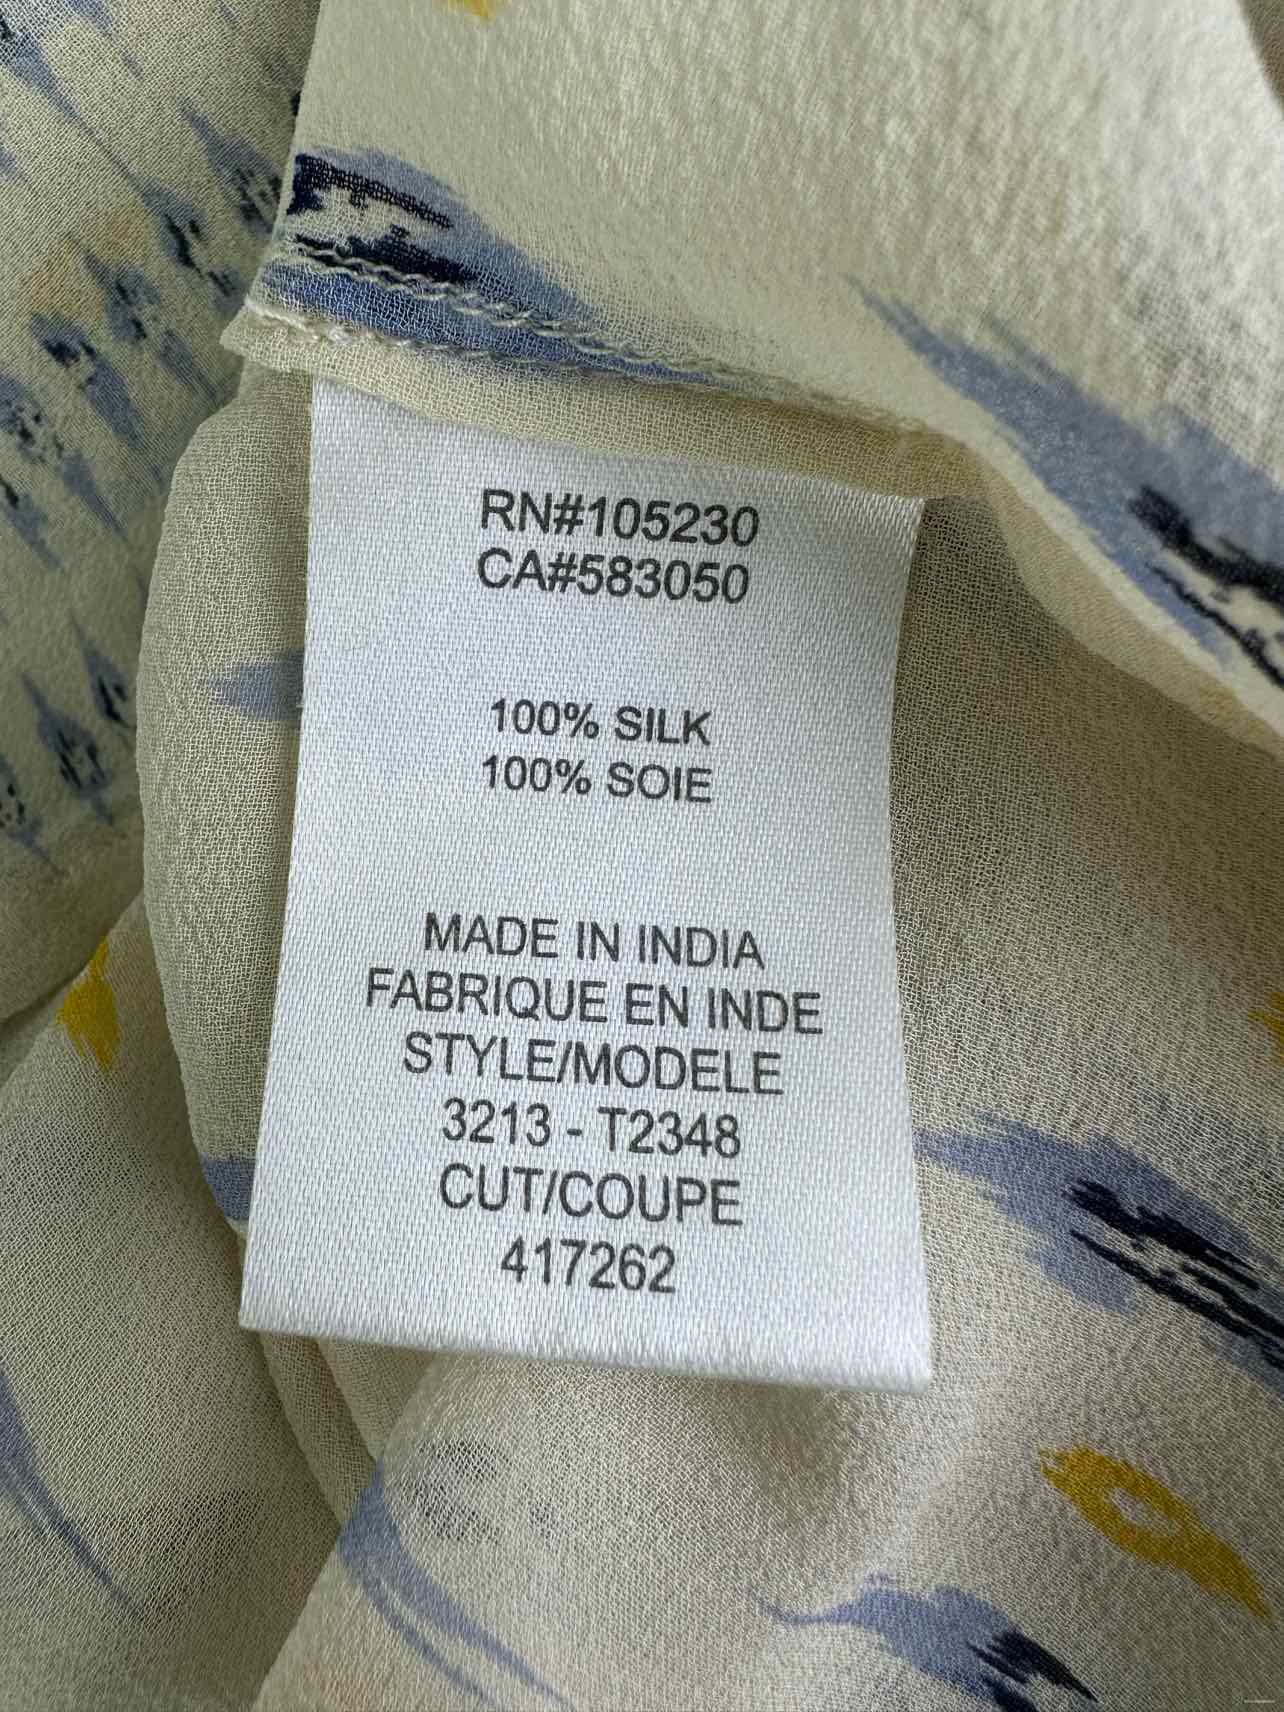 RN#105230
CA#583050
100% SILK
100% SOIE
MADE IN INDIA
FABRIQUE EN INDE
STYLE/MODELE
3213 - T2348
CUT/COUPE
417262